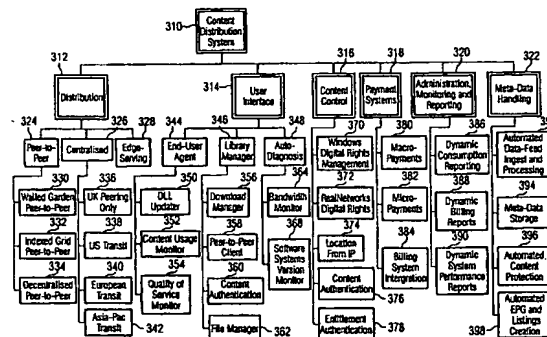 310
Content
Distribution
System
312
Distribution
314
User
Interface
316
Content
Control
318
Payment
Systems
320
Administration,
Monitoring and
Reporting
322
Meta-Data
Handling
324
Peer-to-
Peer
326
Centralised
328
Edge-
Serving
344
End-User
Agent
346
Library
Manager
348
Auto-
Diagnosis
330
Walled Garden
Peer-to-Peer
332
Indexed Grid
Peer-to-Peer
334
Decentralised
Peer-to-Peer
336
UK Peering
Only
338
US Transit
340
European
Transit
Asia-Pac
Transit
342
350
DLL
Updater
352
Content Usage
Monitor
354
Quality of
Service Monitor
356
Download
Manager
358
Peer-to-Peer
Client
360
Content
Authentication
File Manager
362
364
Bandwidth
Monitor
368
Software
Systems
Version Monitor
370
Windows
Digital Rights
Management
372
RealNetworks
Digital Rights
374
Location
From IP
Content
Authentication
376
Entitlement
Authentication
378
380
Macro-
Payments
382
Micro-
Payments
384
Billing
System
Intergration
386
Dynamic
Consumption
Reporting
388
Dynamic
Billing Reports
390
Dynamic
System
Performance
Reports
Automated
Data-Feed
Ingest and
Processing
394
Meta-Data
Storage
396
Automated
Content
Protection
Automated
EPG and
Listings Creation
398